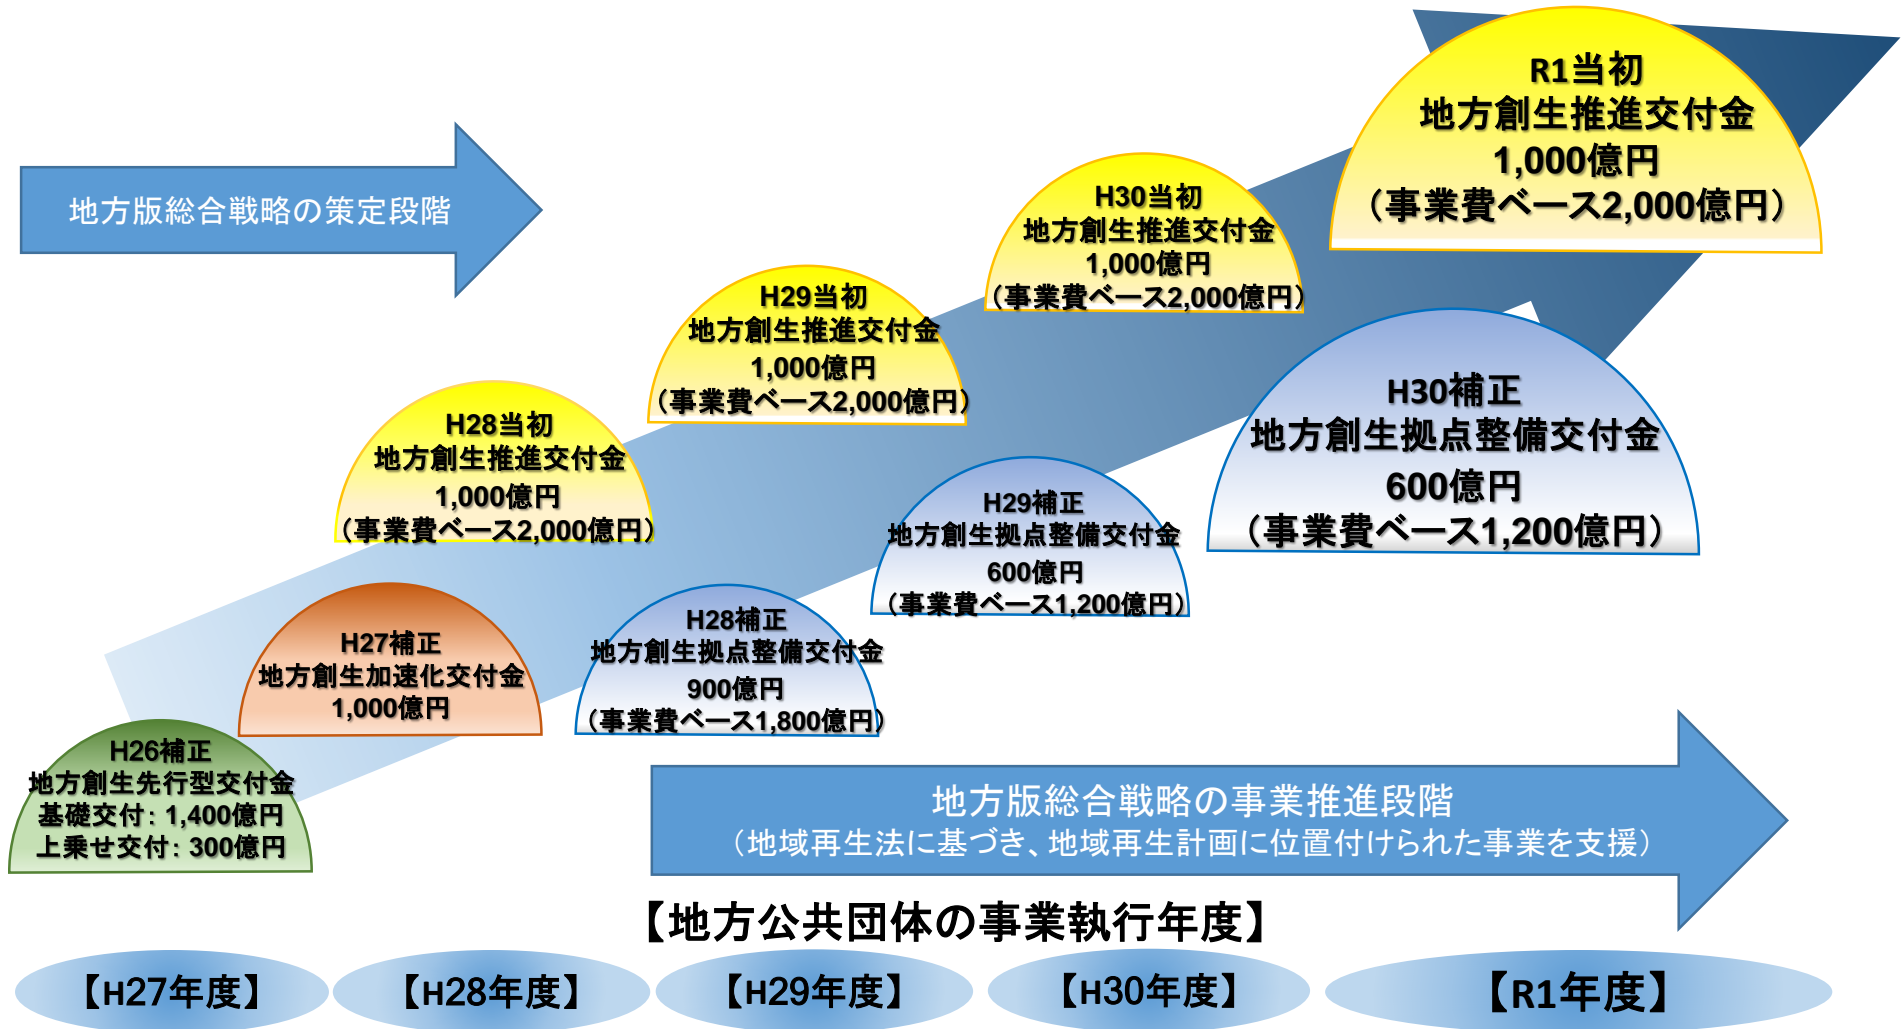 R1当初
地方創生推進交付金
1,000億円
(事業費ベース2,000億円)
地方版総合戦略の策定段階
H30当初
地方創生推進交付金
1,000億円
(事業費ベース2,000億円)
H29当初
地方創生推進交付金
1,000億円
(事業費ベース2,000億円)
H30補正
地方創生拠点整備交付金
600億円
(事業費ベース1,200億円)
H28当初
地方創生推進交付金
1,000億円
(事業費ベース2,000億円)
H29補正
地方創生拠点整備交付金
600億円
(事業費ベース1,200億円)
H27補正
地方創生加速化交付金
1,000億円
H28補正
地方創生拠点整備交付金
900億円
(事業費ベース1,800億円)
H26補正
地方創生先行型交付金
基礎交付：1,400億円
上乗せ交付：300億円
地方版総合戦略の事業推進段階
(地域再生法に基づき、地域再生計画に位置付けられた事業を支援)
【地方公共団体の事業執行年度】
【H27年度】
【H28年度】
【H29年度】
【H30年度】
【R1年度】